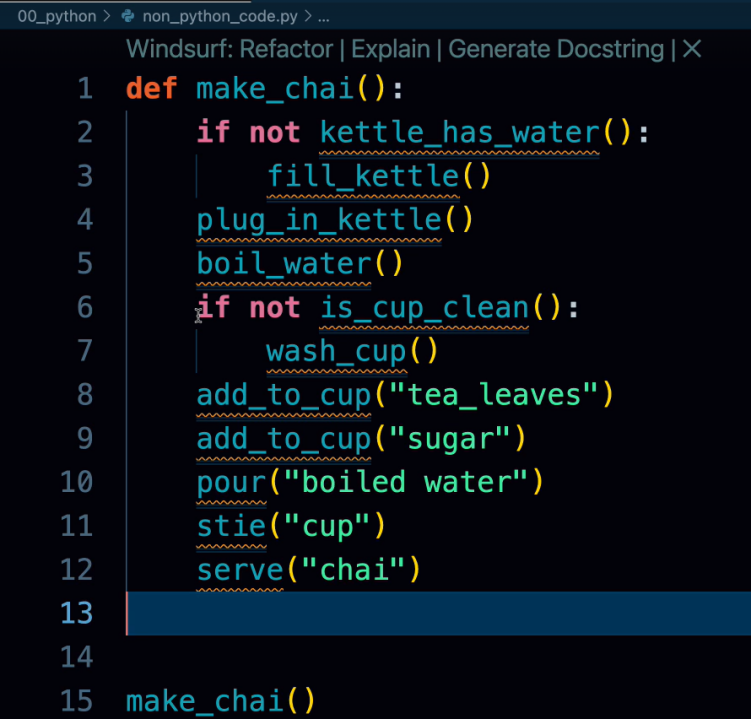 00_python > non_python_code.py > ...
Windsurf: Refactor | Explain | Generate Docstring | ×
1 def make_chai():
2     if not kettle_has_water():
3         fill_kettle()
4     plug_in_kettle()
5     boil_water()
6     if not is_cup_clean():
7         wash_cup()
8     add_to_cup("tea_leaves")
9     add_to_cup("sugar")
10     pour("boiled water")
11     stie("cup")
12     serve("chai")
13
14
15 make_chai()